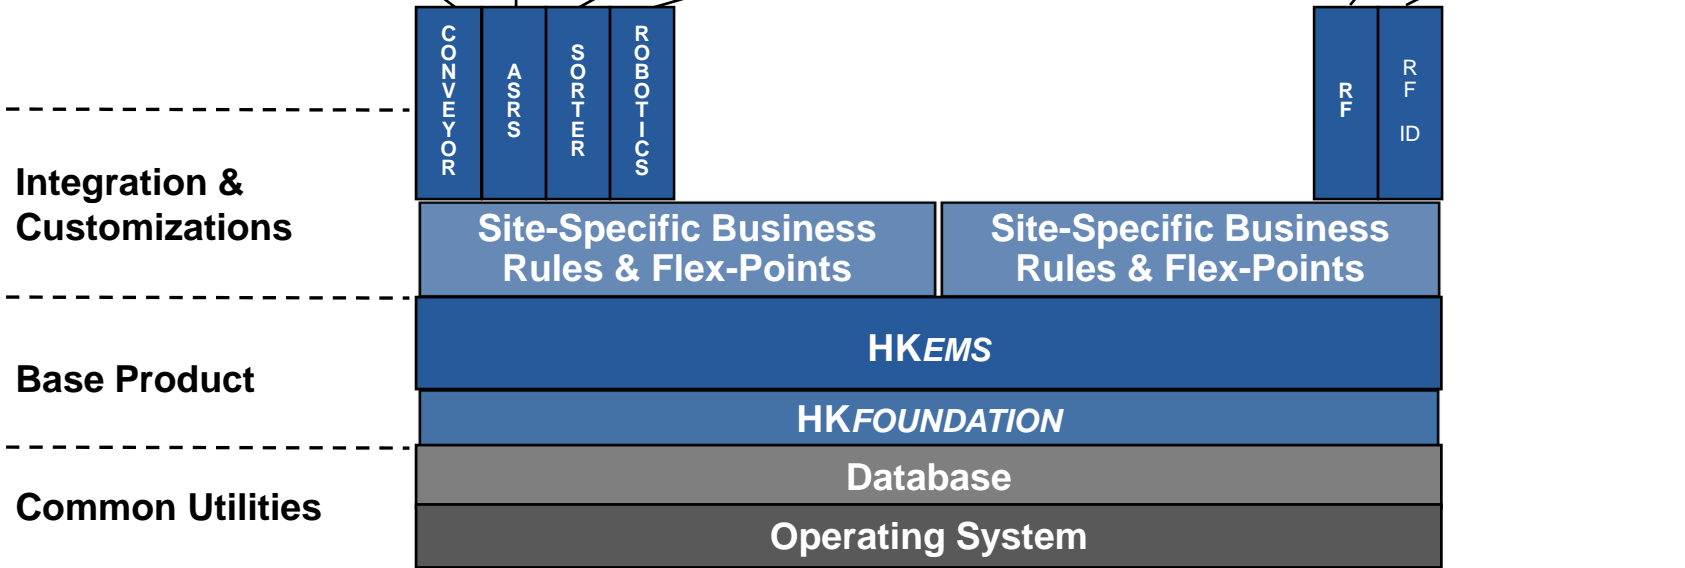 CONVEYOR
ASRS
SORTER
ROBOTICS
RF
RF ID
Integration &
Customizations
Site-Specific Business
Rules & Flex-Points
Site-Specific Business
Rules & Flex-Points
Base Product
HKEMS
HKFOUNDATION
Common Utilities
Database
Operating System